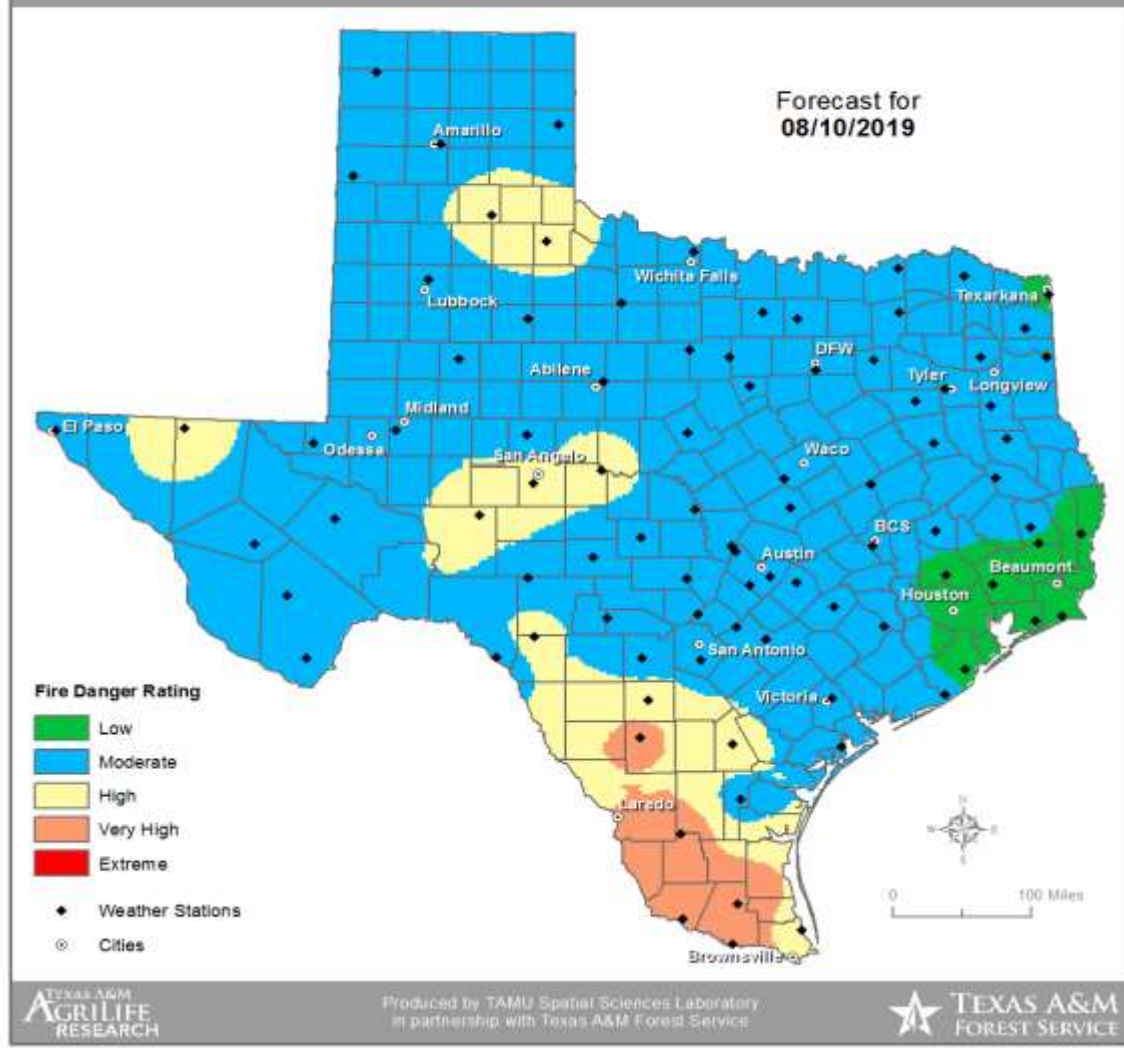 Forecast for
08/10/2019
Amarillo
Wichita Falls
Lubbock
Texarkana
DFW
Abilene
Tyler
Longview
Midland
El Paso
Odessa
San Angelo
Waco
BCS
Austin
Beaumont
Houston
San Antonio
Victoria
Laredo
Brownsville
Fire Danger Rating
Low
Moderate
High
Very High
Extreme
Weather Stations
Cities
N
W E
S
0 100 Miles
TEXAS A&M
AGRILIFE
RESEARCH
Produced by TAMU Spatial Sciences Laboratory
in partnership with Texas A&M Forest Service
TEXAS A&M
FOREST SERVICE